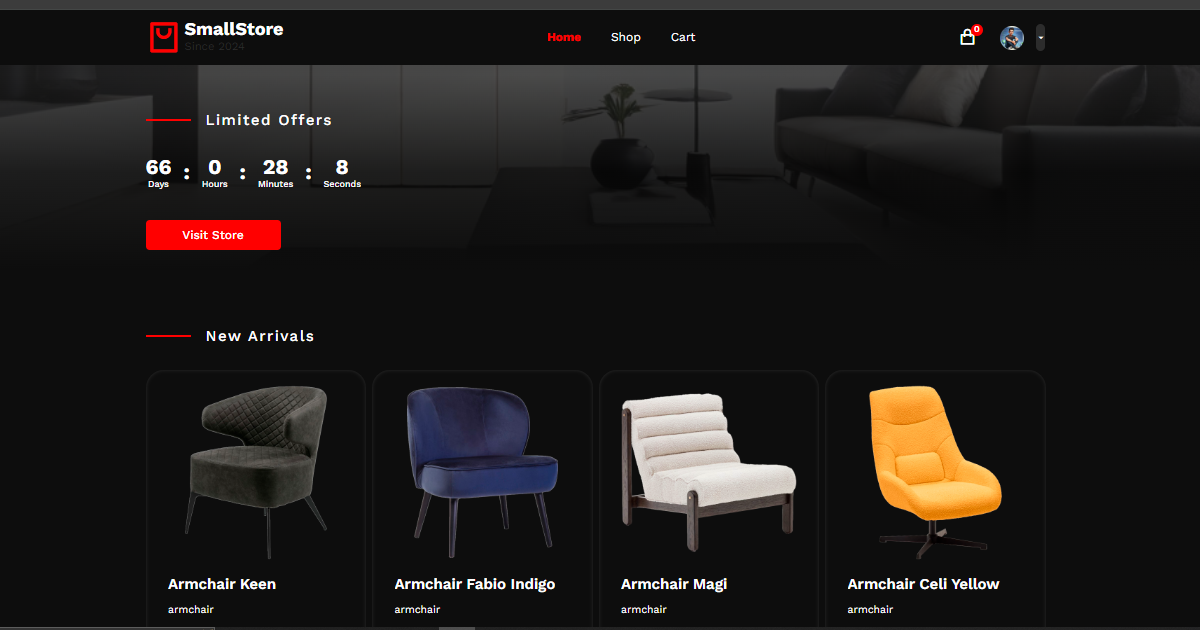 SmallStore
Since 2024
Home Shop Cart
0
Limited Offers
66 : 0 : 28 : 8
Days Hours Minutes Seconds
Visit Store
New Arrivals
Armchair Keen
armchair
Armchair Fabio Indigo
armchair
Armchair Magi
armchair
Armchair Celi Yellow
armchair